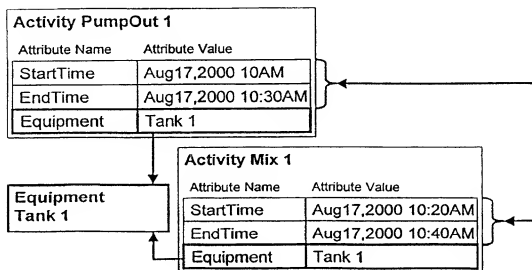 Activity PumpOut 1
Attribute Name Attribute Value
StartTime Aug17,2000 10AM
EndTime Aug17,2000 10:30AM
Equipment Tank 1
Equipment
Tank 1
Activity Mix 1
Attribute Name Attribute Value
StartTime Aug17,2000 10:20AM
EndTime Aug17,2000 10:40AM
Equipment Tank 1